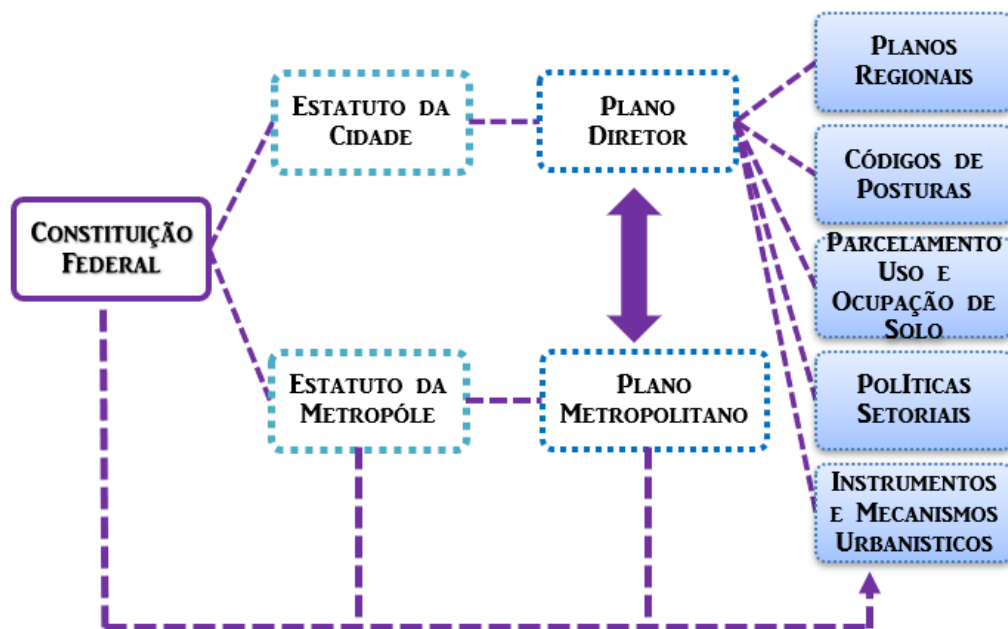 Constituição
Federal
Estatuto da
Cidade
Estatuto da
Metropóle
Plano
Diretor
Plano
Metropolitano
Planos
Regionais
Códigos de
Posturas
Parcelamento
Uso e
Ocupação de
Solo
PolIticas
Setoriais
Instrumentos
e Mecanismos
Urbanisticos